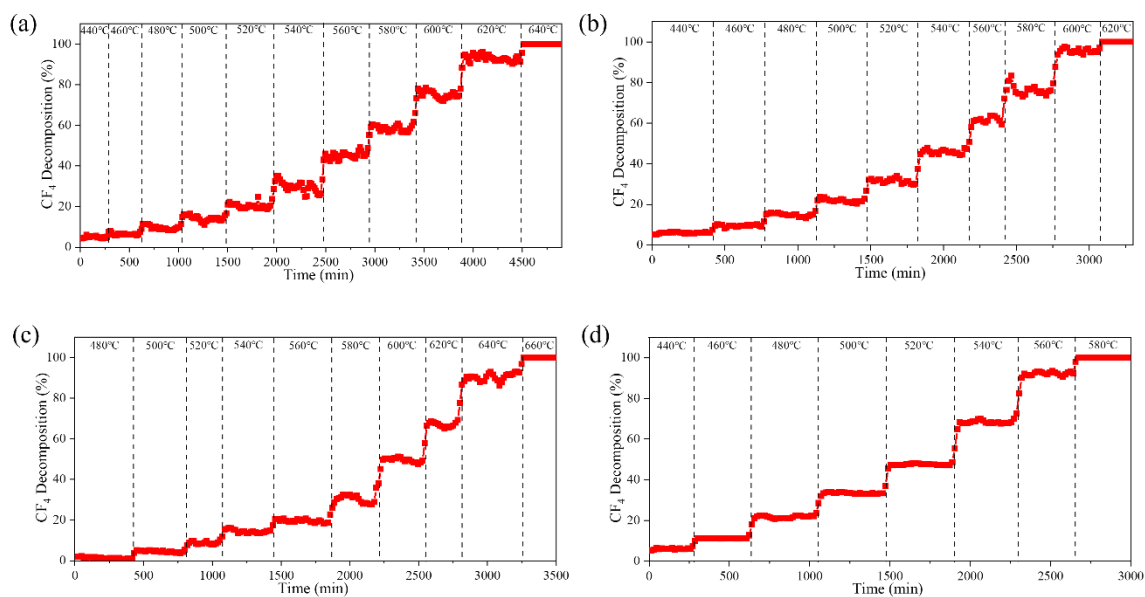 (a)
440℃ 460℃ 480℃ 500℃ 520℃ 540℃ 560℃ 580℃ 600℃ 620℃ 640℃
100
80
60
40
20
0
CF4 Decomposition (%)
0 500 1000 1500 2000 2500 3000 3500 4000 4500
Time (min)
(b)
440℃ 460℃ 480℃ 500℃ 520℃ 540℃ 560℃ 580℃ 600℃ 620℃
100
80
60
40
20
0
CF4 Decomposition (%)
0 500 1000 1500 2000 2500 3000
Time (min)
(c)
480℃ 500℃ 520℃ 540℃ 560℃ 580℃ 600℃ 620℃ 640℃ 660℃
100
80
60
40
20
0
CF4 Decomposition (%)
0 500 1000 1500 2000 2500 3000 3500
Time (min)
(d)
440℃ 460℃ 480℃ 500℃ 520℃ 540℃ 560℃ 580℃
100
80
60
40
20
0
CF4 Decomposition (%)
0 500 1000 1500 2000 2500 3000
Time (min)